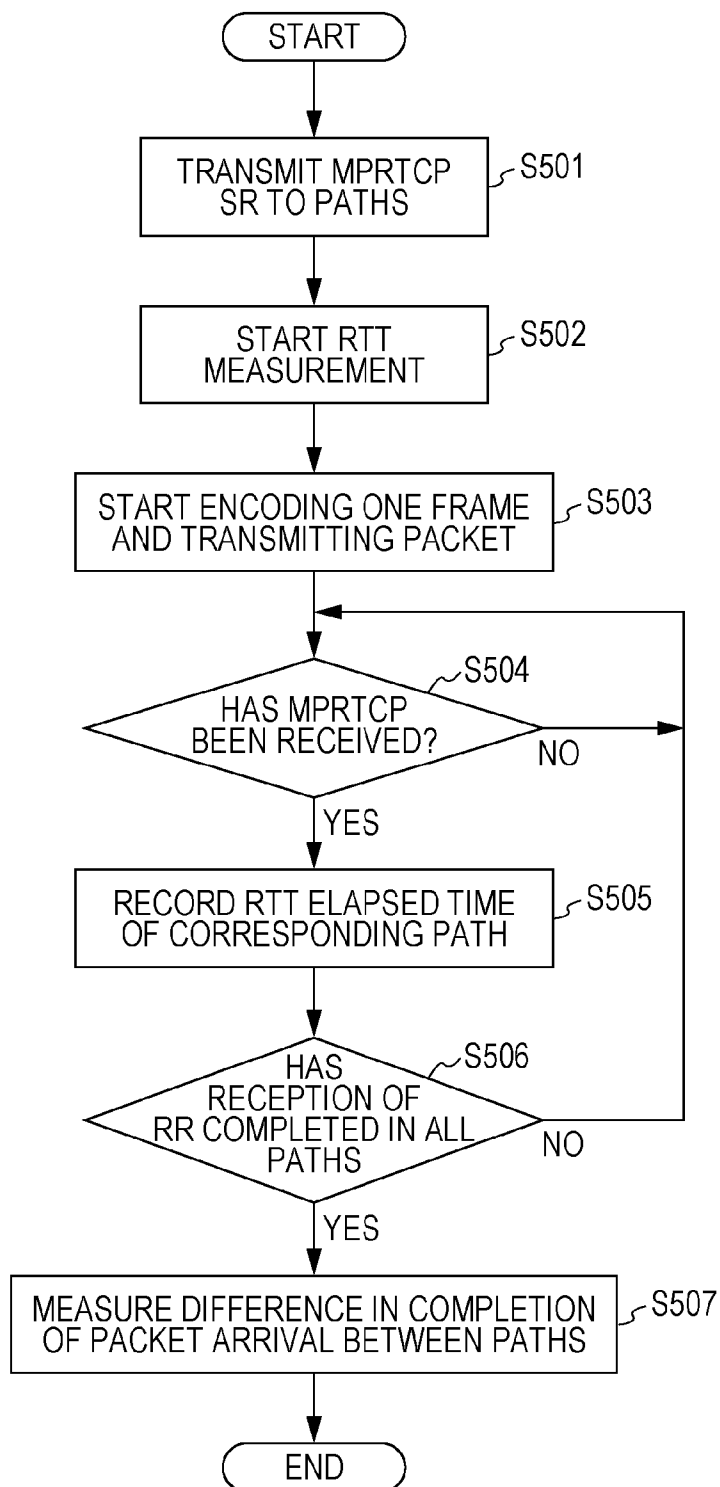 START
TRANSMIT MPRTCP
SR TO PATHS
S501
START RTT
MEASUREMENT
S502
START ENCODING ONE FRAME
AND TRANSMITTING PACKET
S503
HAS MPRTCP
BEEN RECEIVED?
S504
NO
YES
RECORD RTT ELAPSED TIME
OF CORRESPONDING PATH
S505
HAS
RECEPTION OF
RR COMPLETED IN ALL
PATHS
S506
NO
YES
MEASURE DIFFERENCE IN COMPLETION
OF PACKET ARRIVAL BETWEEN PATHS
S507
END